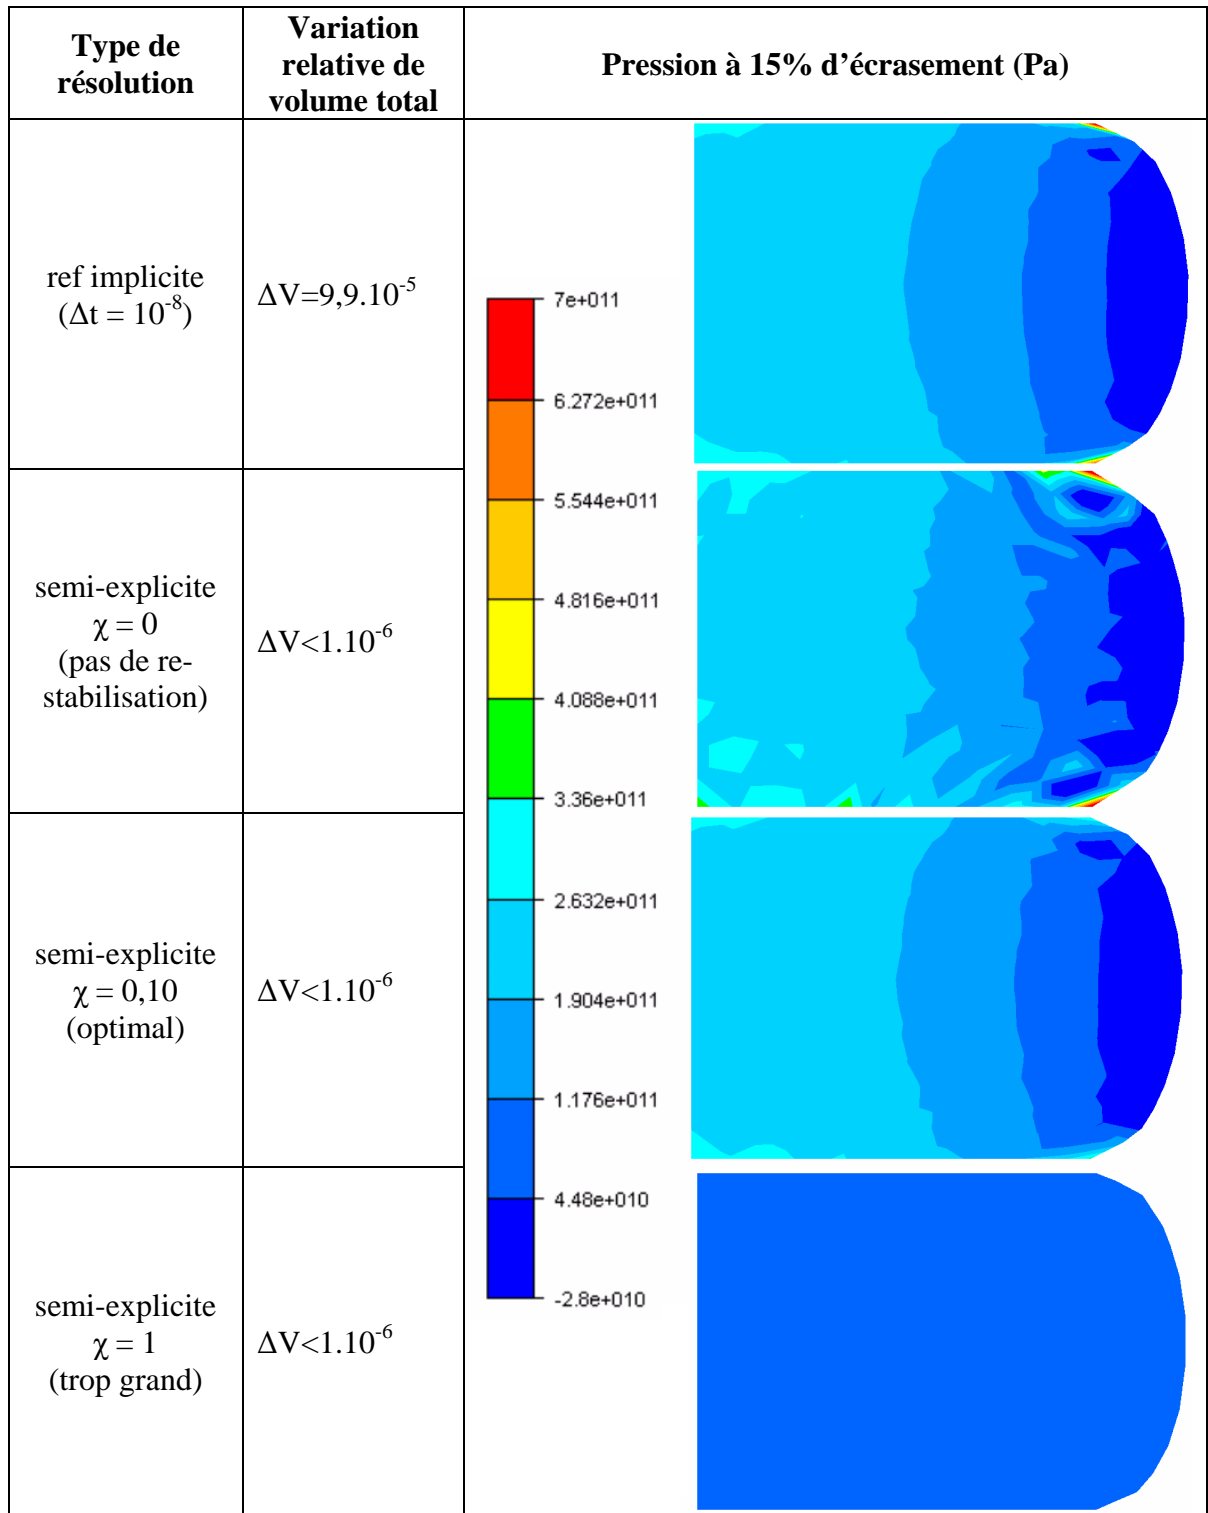 Type de
résolution
Variation
relative de
volume total
Pression à 15% d'écrasement (Pa)
ref implicite
(Δt = 10⁻⁸)
ΔV=9,9.10⁻⁵
semi-explicite
χ = 0
(pas de re-
stabilisation)
ΔV<1.10⁻⁶
semi-explicite
χ = 0,10
(optimal)
ΔV<1.10⁻⁶
semi-explicite
χ = 1
(trop grand)
ΔV<1.10⁻⁶
7e+011
6.272e+011
5.544e+011
4.816e+011
4.088e+011
3.36e+011
2.632e+011
1.904e+011
1.176e+011
4.48e+010
-2.8e+010